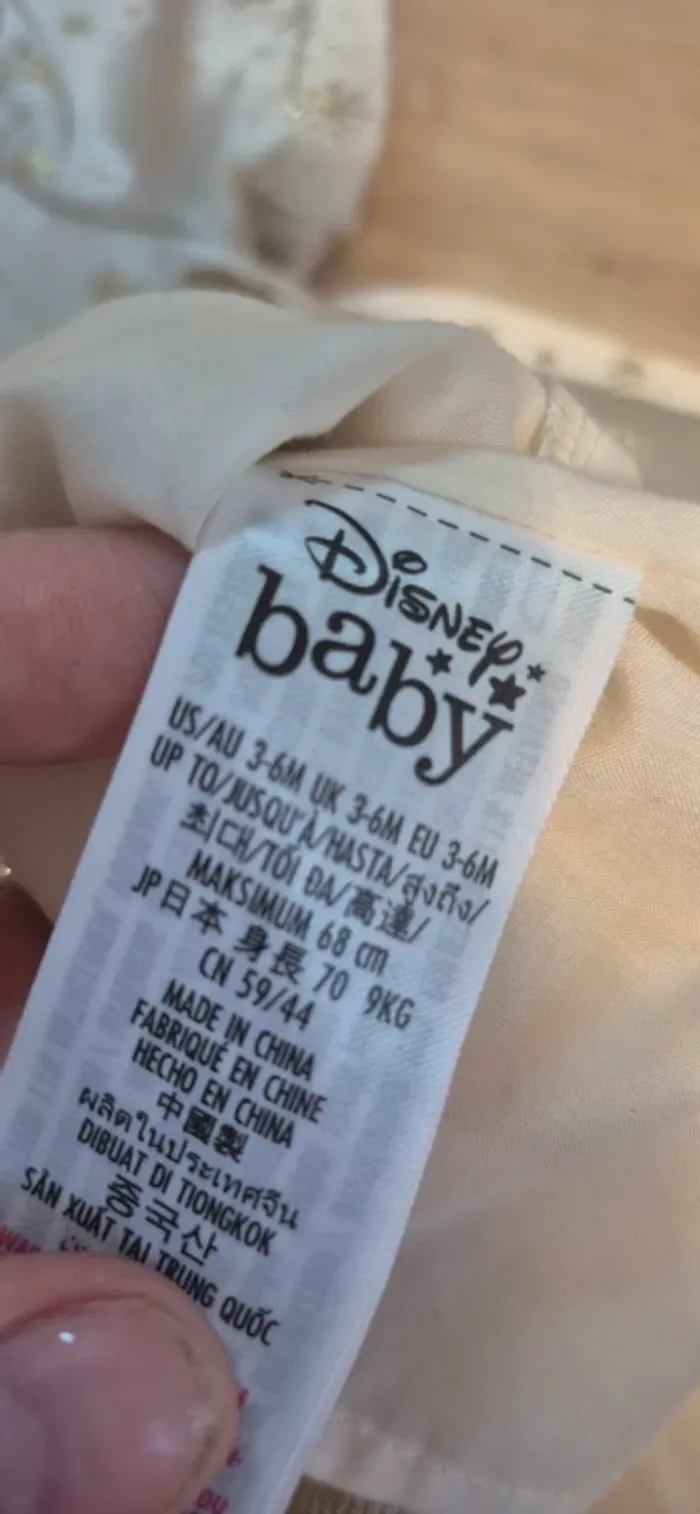 Disney
baby
US/AU 3-6M UK 3-6M EU 3-6M
UP TO/JUSQU'À/HASTA/สูงถึง/
최대/TỐI ĐA/高達/
MAKSIMUM 68 cm
JP日本 身長 70 9KG
CN 59/44
MADE IN CHINA
FABRIQUÉ EN CHINE
HECHO EN CHINA
中國製
ผลิตในประเทศจีน
DIBUAT DI TIONGKOK
중국산
SẢN XUẤT TẠI TRUNG QUỐC